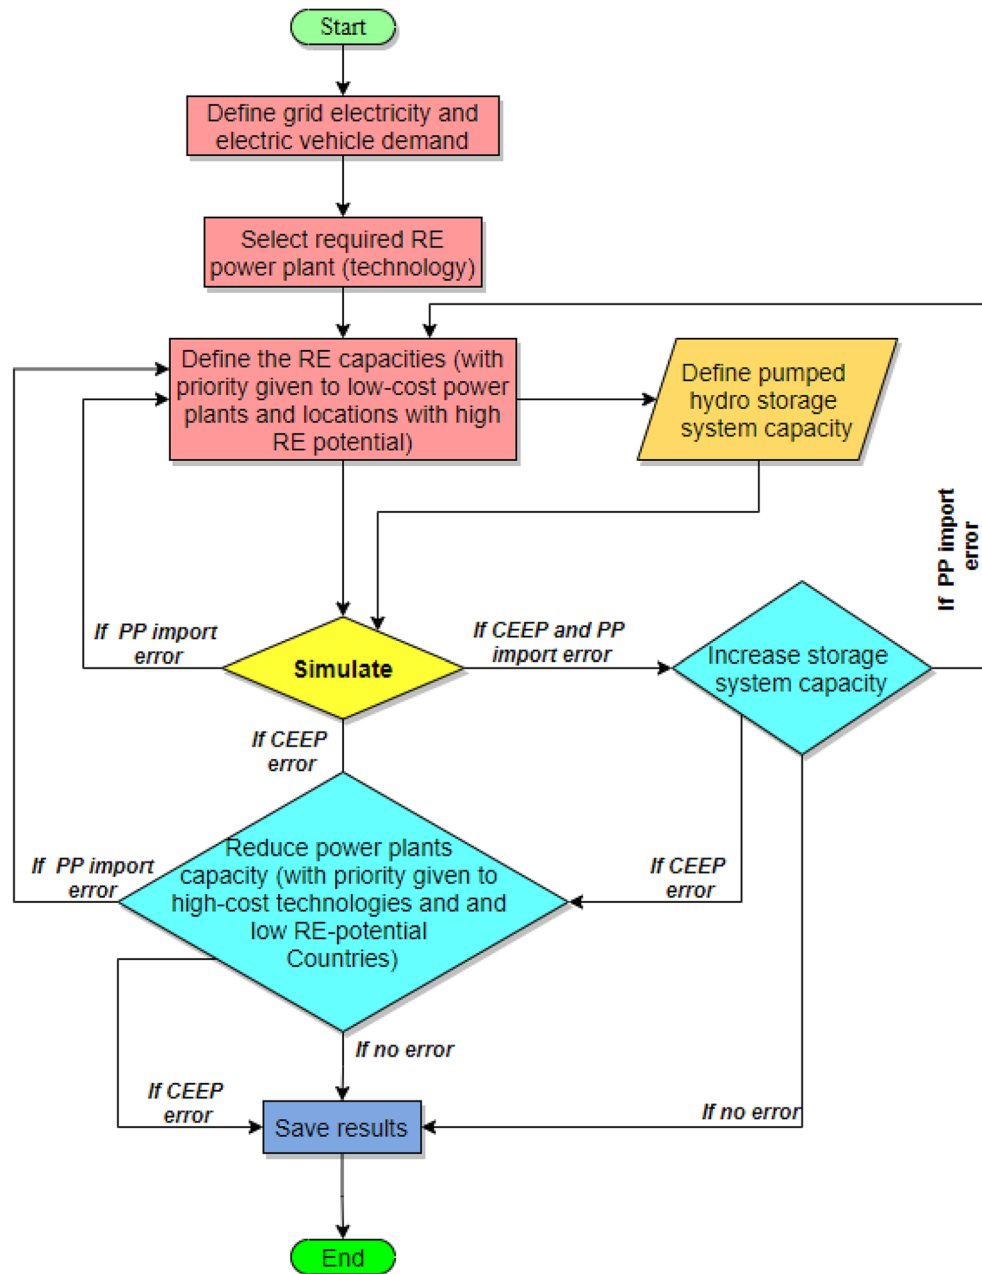 Start
Define grid electricity and
electric vehicle demand
Select required RE
power plant (technology)
Define the RE capacities (with
priority given to low-cost power
plants and locations with high
RE potential)
Define pumped
hydro storage
system capacity
If PP import
error
If PP import
error
Simulate
If CEEP and PP
import error
Increase storage
system capacity
If CEEP
error
If PP import
error
Reduce power plants
capacity (with priority given to
high-cost technologies and and
low RE-potential
Countries)
If CEEP
error
If no error
If CEEP
error
Save results
If no error
End